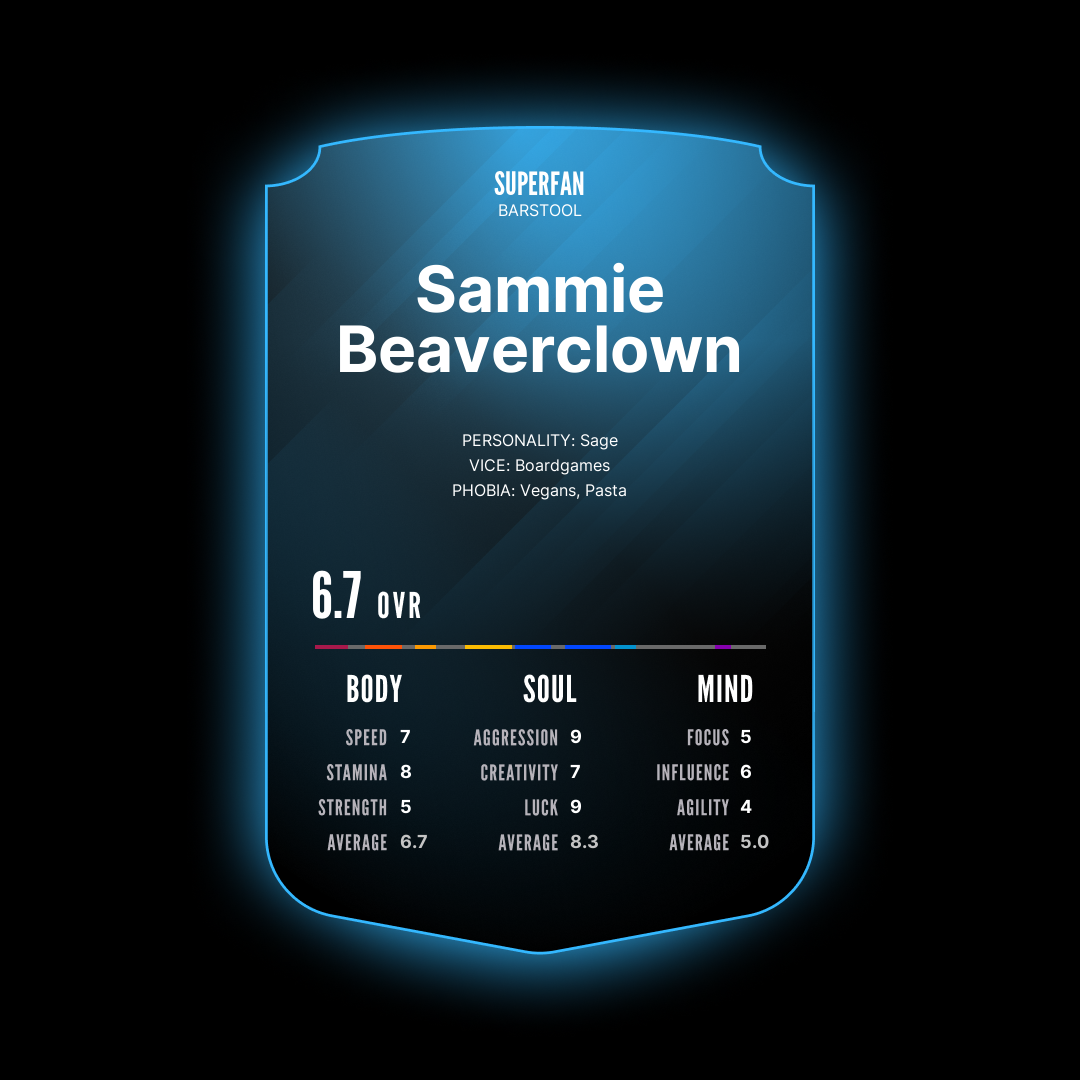 SUPERFAN
BARSTOOL
Sammie
Beaverclown
PERSONALITY: Sage
VICE: Boardgames
PHOBIA: Vegans, Pasta
6.7 OVR
BODY
SPEED 7
STAMINA 8
STRENGTH 5
AVERAGE 6.7
SOUL
AGGRESSION 9
CREATIVITY 7
LUCK 9
AVERAGE 8.3
MIND
FOCUS 5
INFLUENCE 6
AGILITY 4
AVERAGE 5.0